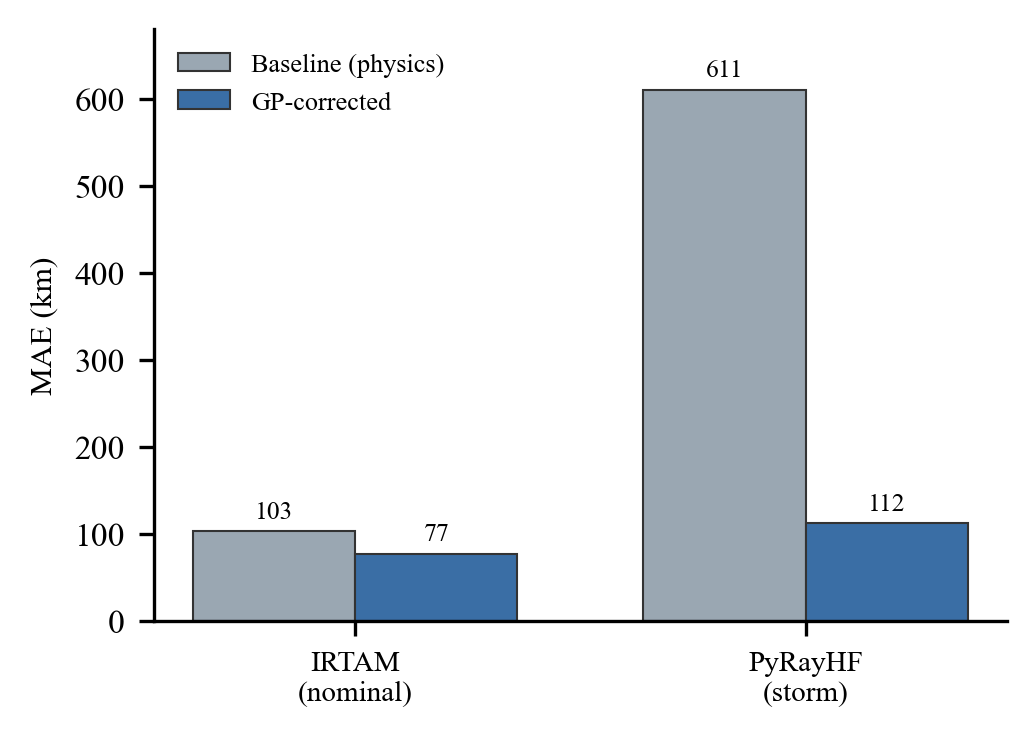 Baseline (physics)
GP-corrected
611
600
500
400
300
200
100
0
MAE (km)
103
77
112
IRTAM
(nominal)
PyRayHF
(storm)